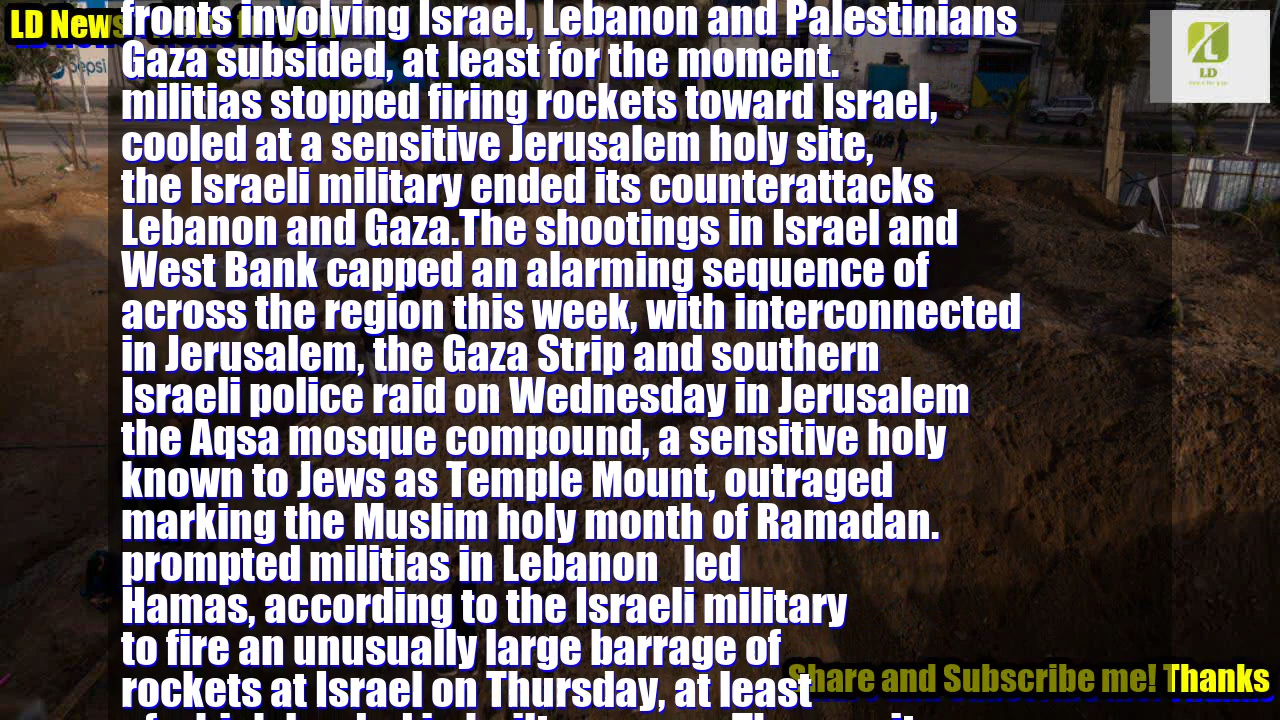 LD News
fronts involving Israel, Lebanon and Palestinians
Gaza subsided, at least for the moment.
militias stopped firing rockets toward Israel,
cooled at a sensitive Jerusalem holy site,
the Israeli military ended its counterattacks
Lebanon and Gaza.The shootings in Israel and
West Bank capped an alarming sequence of
across the region this week, with interconnected
in Jerusalem, the Gaza Strip and southern
Israeli police raid on Wednesday in Jerusalem
the Aqsa mosque compound, a sensitive holy
known to Jews as Temple Mount, outraged
marking the Muslim holy month of Ramadan.
prompted militias in Lebanon led
Hamas, according to the Israeli military
to fire an unusually large barrage of
rockets at Israel on Thursday, at least
Share and Subscribe me! Thanks
LD
pepsi